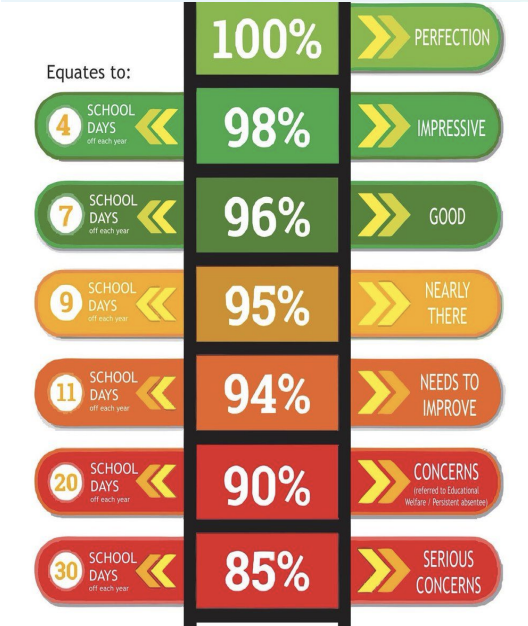 100%
PERFECTION
Equates to:
4
SCHOOL
DAYS
off each year
98%
IMPRESSIVE
7
SCHOOL
DAYS
off each year
96%
GOOD
9
SCHOOL
DAYS
off each year
95%
NEARLY
THERE
11
SCHOOL
DAYS
off each year
94%
NEEDS TO
IMPROVE
20
SCHOOL
DAYS
off each year
90%
CONCERNS
(referred to Educational
Welfare / Persistent absentee)
30
SCHOOL
DAYS
off each year
85%
SERIOUS
CONCERNS